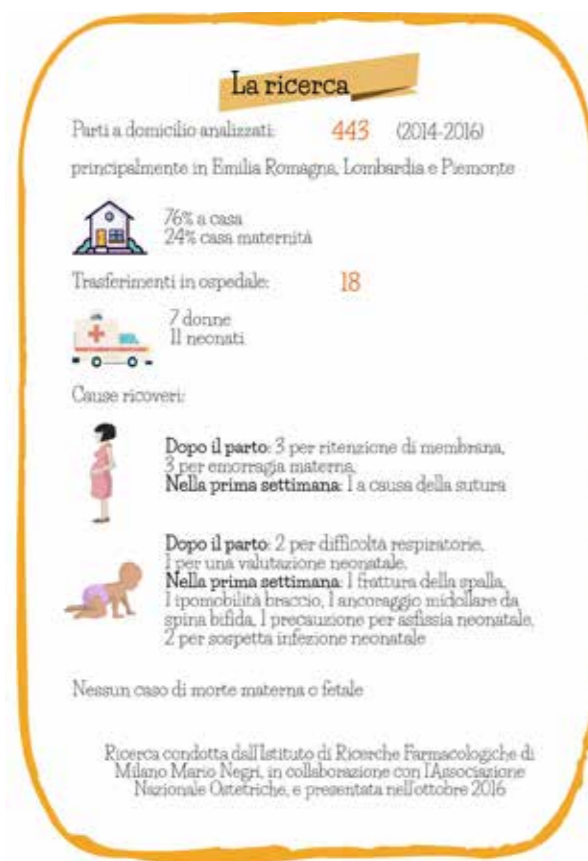 La ricerca
Parti a domicilio analizzati: 443 (2014-2016)
principalmente in Emilia Romagna, Lombardia e Piemonte
76% a casa
24% casa maternità
Trasferimenti in ospedale: 18
7 donne
11 neonati
Cause ricoveri:
Dopo il parto: 3 per ritenzione di membrana,
3 per emorragia materna,
Nella prima settimana: 1 a causa della sutura
Dopo il parto: 2 per difficoltà respiratorie,
1 per una valutazione neonatale,
Nella prima settimana: 1 frattura della spalla,
1 ipomobilità braccio, 1 ancoraggio midollare da
spina bifida, 1 precauzione per asfissia neonatale,
2 per sospetta infezione neonatale
Nessun caso di morte materna o fetale
Ricerca condotta dall'Istituto di Ricerche Farmacologiche di
Milano Mario Negri, in collaborazione con l'Associazione
Nazionale Ostetriche, e presentata nell'ottobre 2016